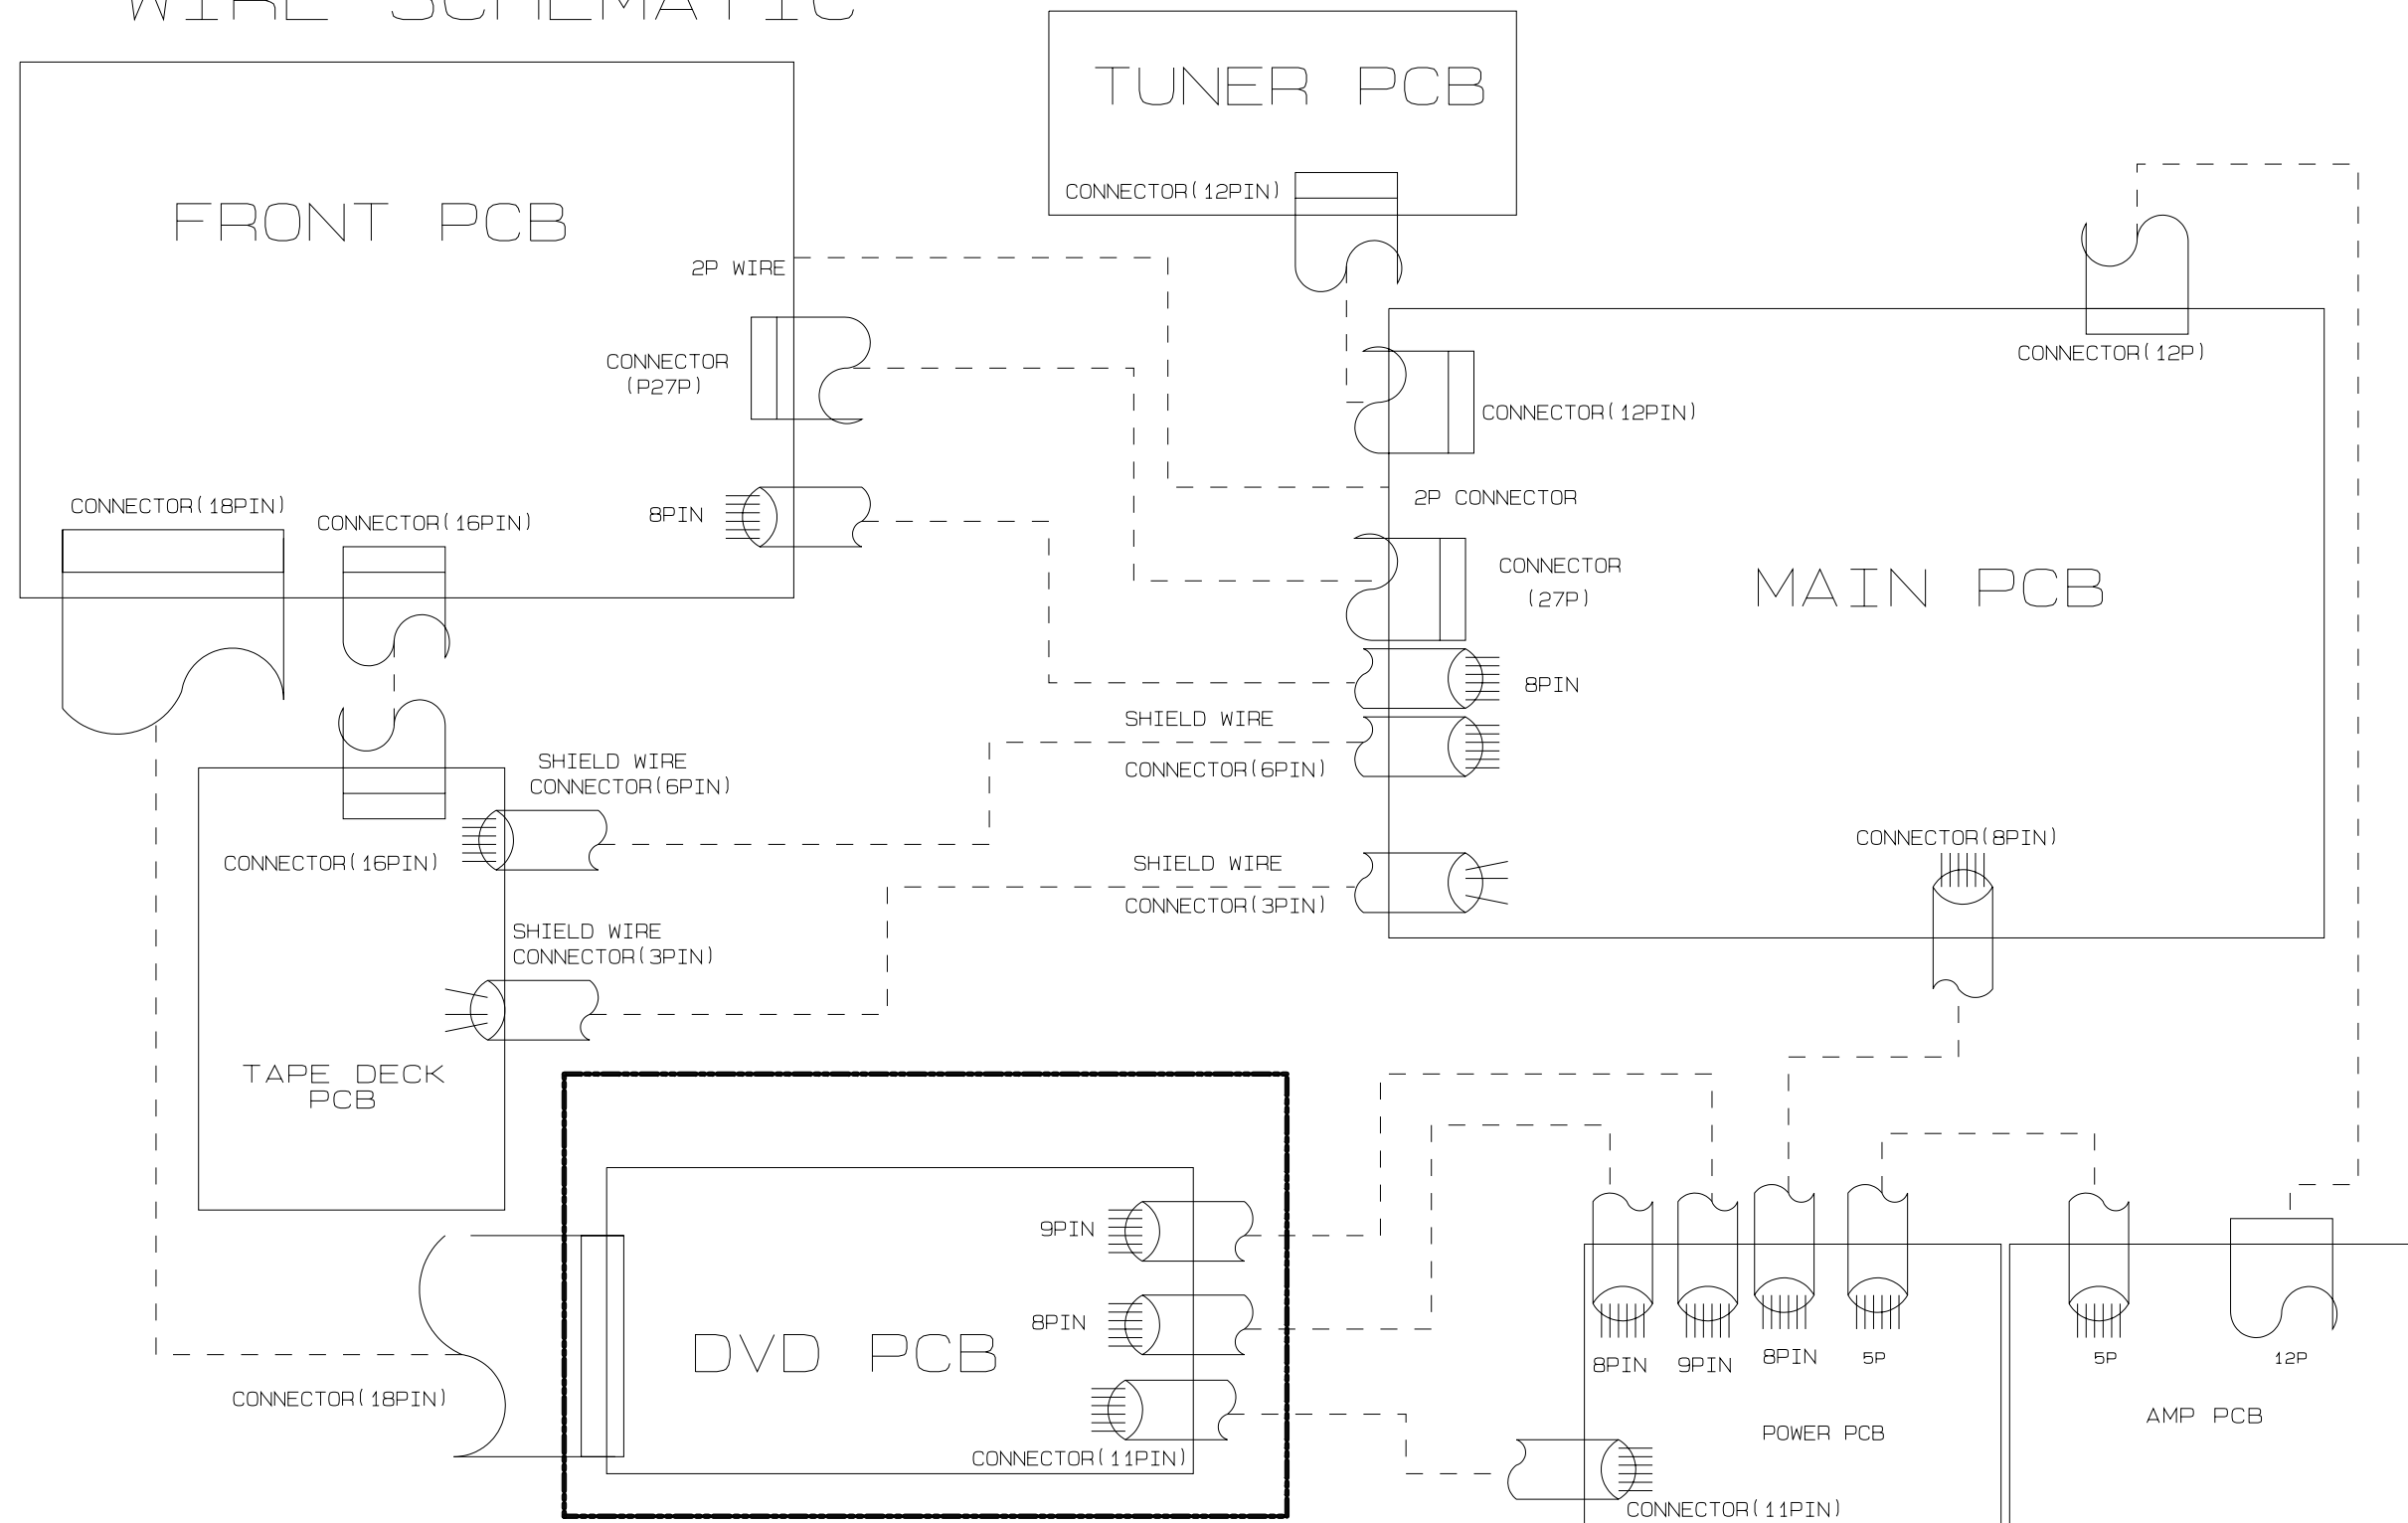 WIRE SCHEMATIC
TUNER PCB
CONNECTOR(12PIN)
FRONT PCB
2P WIRE
CONNECTOR
(P27P)
8PIN
CONNECTOR(18PIN)
CONNECTOR(16PIN)
CONNECTOR(12P)
CONNECTOR(12PIN)
2P CONNECTOR
CONNECTOR
(27P)
MAIN PCB
8PIN
SHIELD WIRE
CONNECTOR(6PIN)
SHIELD WIRE
CONNECTOR(3PIN)
CONNECTOR(8PIN)
SHIELD WIRE
CONNECTOR(6PIN)
CONNECTOR(16PIN)
SHIELD WIRE
CONNECTOR(3PIN)
TAPE DECK
PCB
9PIN
8PIN
DVD PCB
CONNECTOR(18PIN)
CONNECTOR(11PIN)
8PIN
9PIN
8PIN
5P
5P
12P
AMP PCB
POWER PCB
CONNECTOR(11PIN)